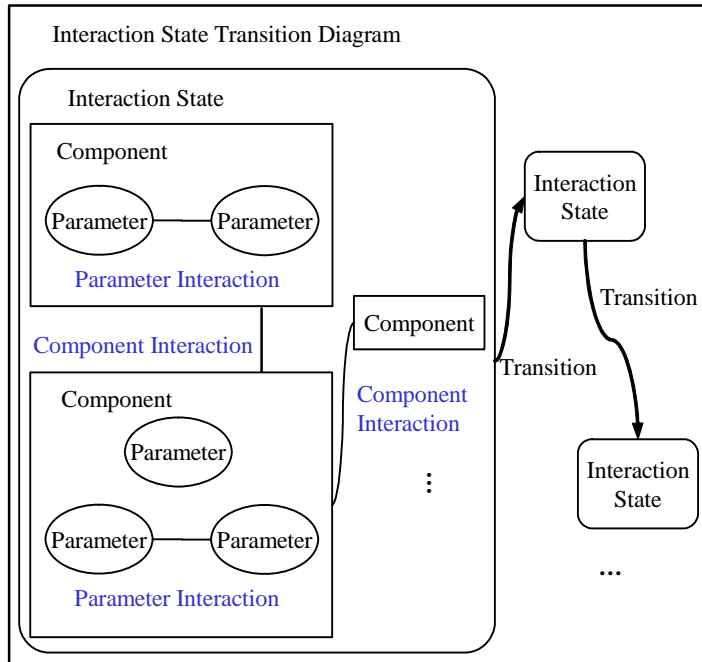 Interaction State Transition Diagram
Interaction State
Component
Parameter
Parameter
Parameter Interaction
Component Interaction
Component
Parameter
Parameter
Parameter
Parameter Interaction
Component
Component
Interaction
...
Transition
Interaction
State
Transition
Interaction
State
...